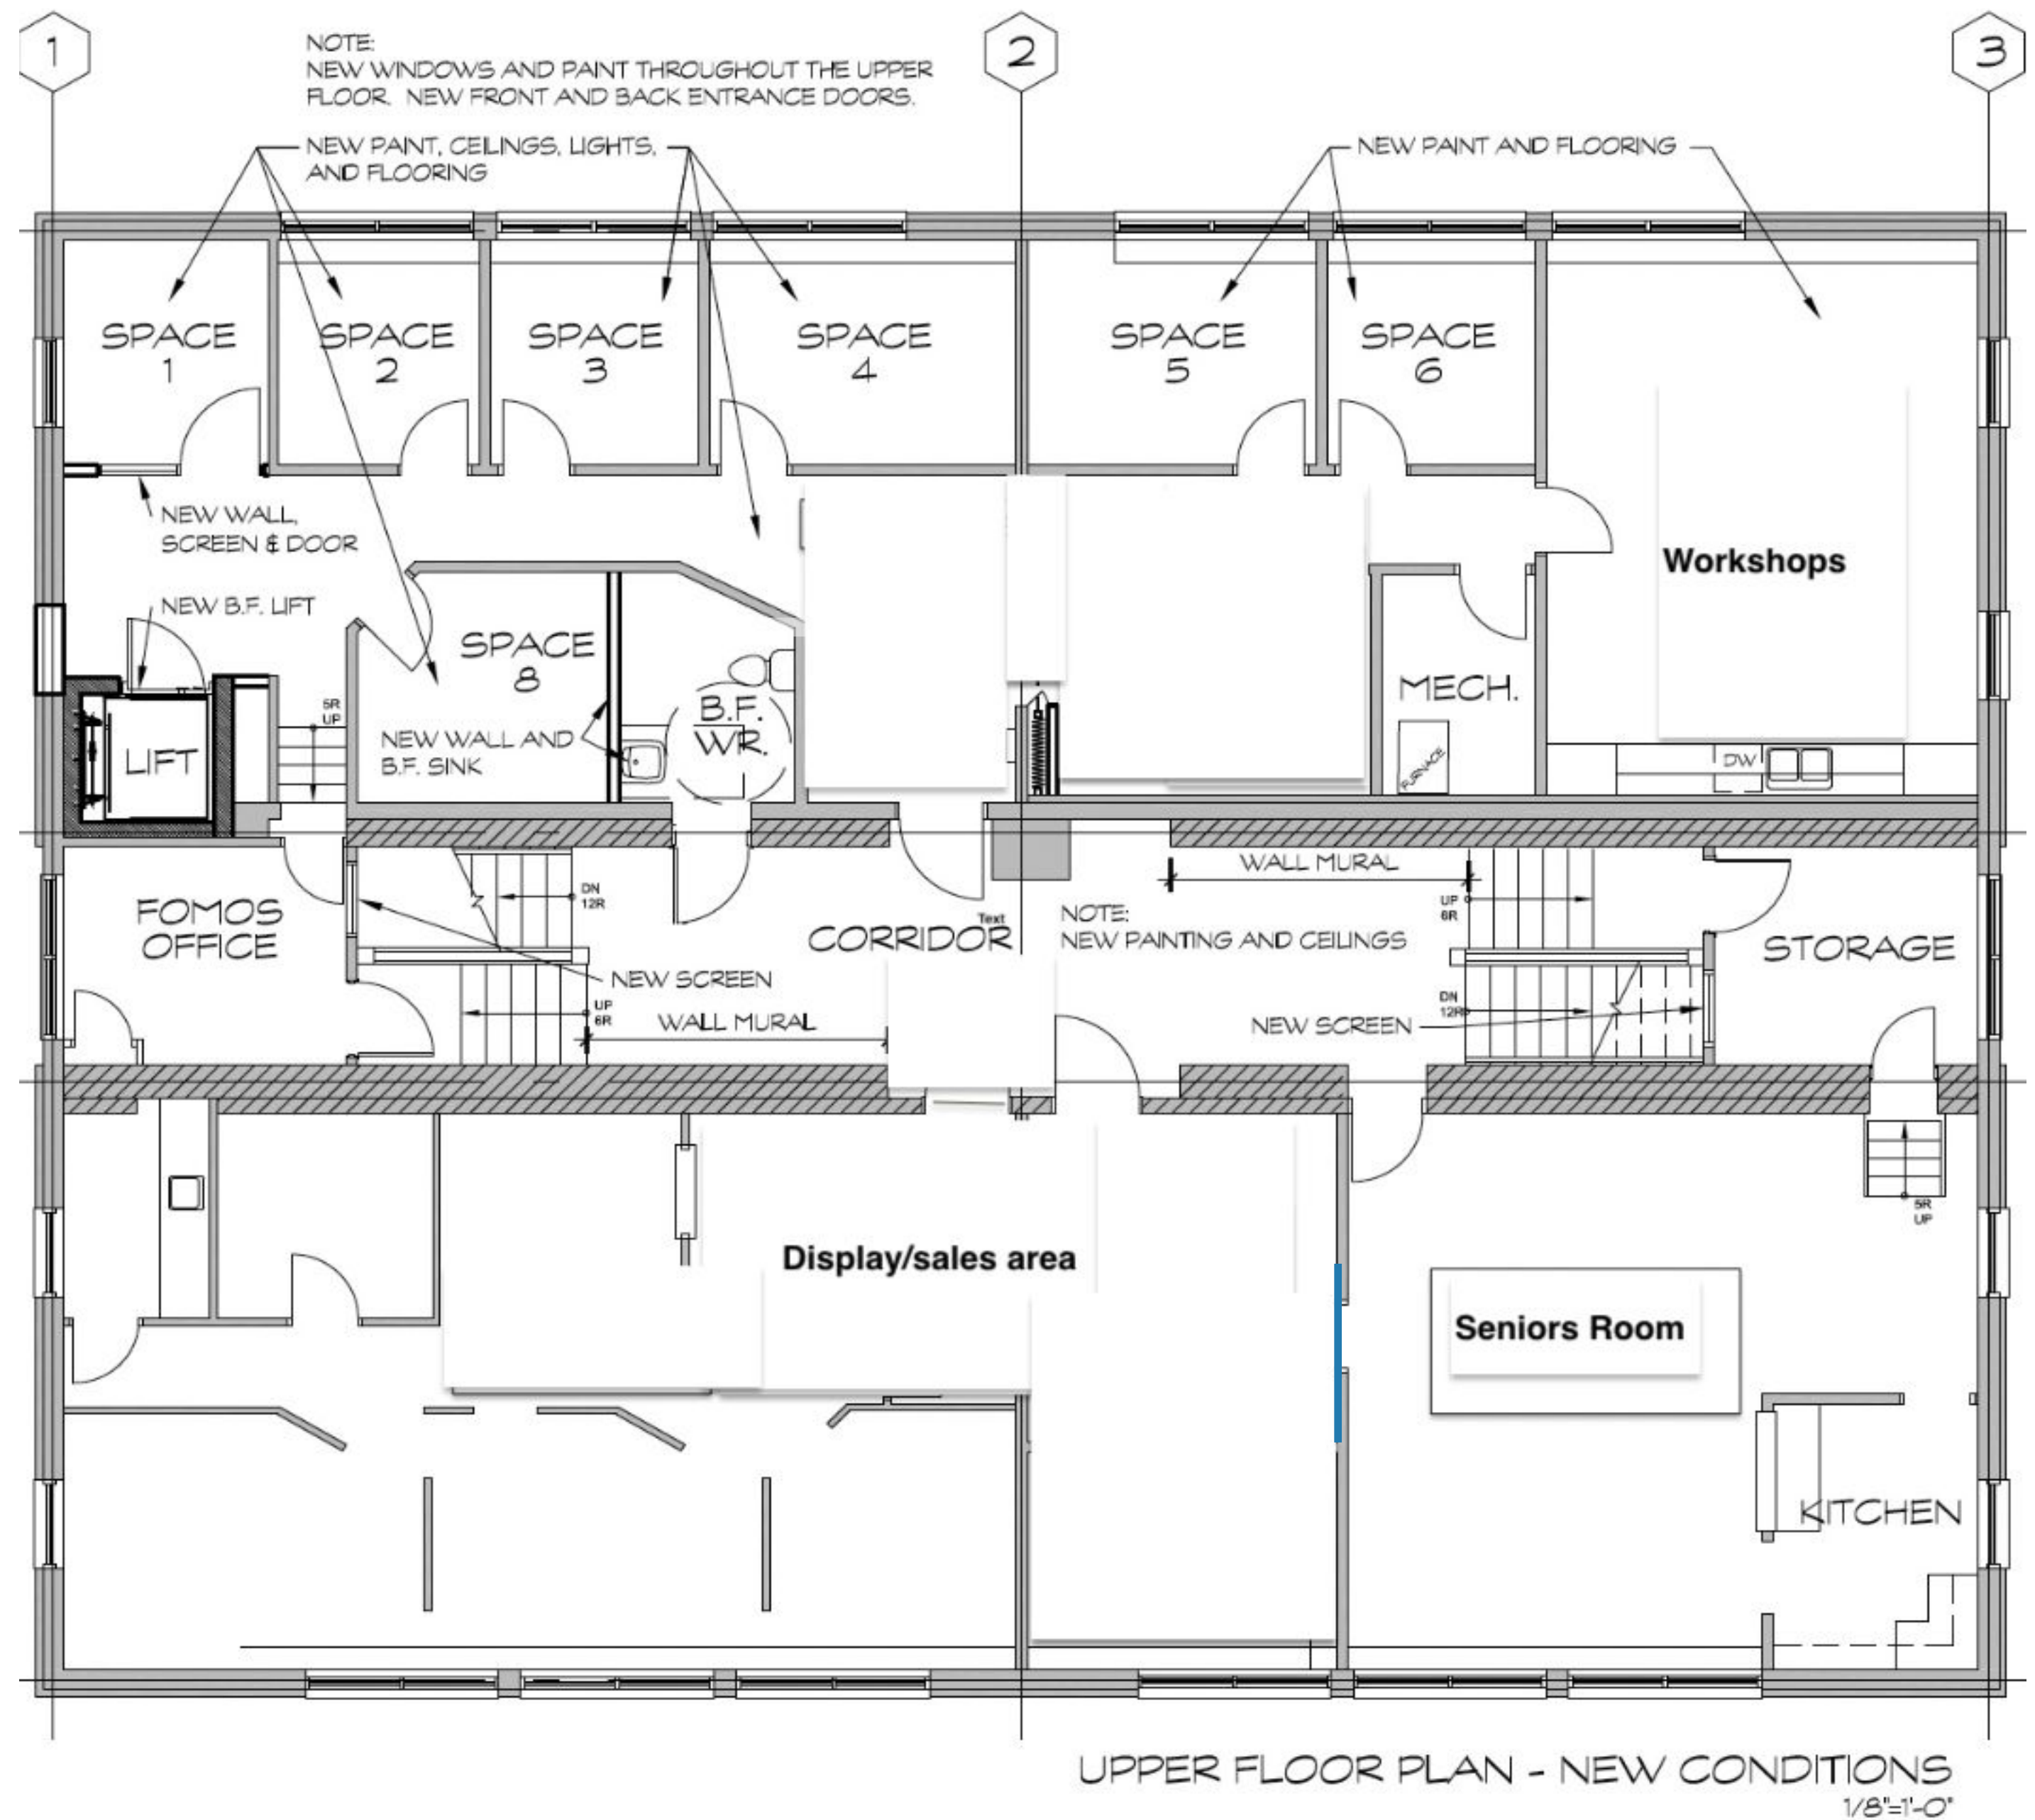 1
2
3
NOTE:
NEW WINDOWS AND PAINT THROUGHOUT THE UPPER
FLOOR. NEW FRONT AND BACK ENTRANCE DOORS.
NEW PAINT, CEILINGS, LIGHTS,
AND FLOORING
NEW PAINT AND FLOORING
SPACE
1
SPACE
2
SPACE
3
SPACE
4
SPACE
5
SPACE
6
NEW WALL,
SCREEN & DOOR
Workshops
NEW B.F. LIFT
SPACE
8
5R
UP
B.F.
WR.
MECH.
NEW WALL AND
B.F. SINK
LIFT
FURNACE
DW
WALL MURAL
DN
12R
UP
6R
FOMOS
OFFICE
Text
CORRIDOR
NOTE:
NEW PAINTING AND CEILINGS
STORAGE
NEW SCREEN
UP
6R
WALL MURAL
DN
12R
NEW SCREEN
5R
UP
Display/sales area
Seniors Room
KITCHEN
UPPER FLOOR PLAN - NEW CONDITIONS
1/8"=1'-0"